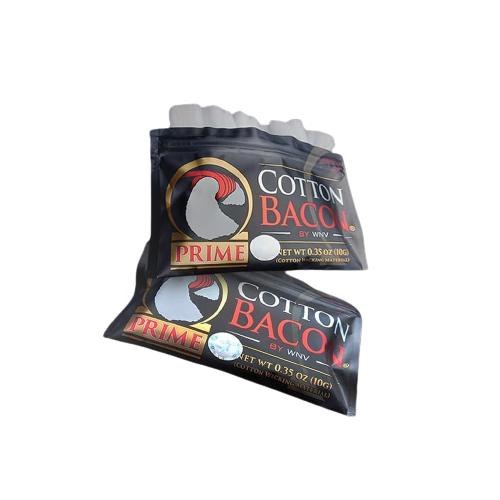 COTTON
BACON®
BY WNV
PRIME
NET WT 0.35 OZ (10G)
(COTTON WICKING MATERIAL)
COTTON
BACON®
BY WNV
PRIME
NET WT 0.35 OZ (10G)
(COTTON WICKING MATERIAL)